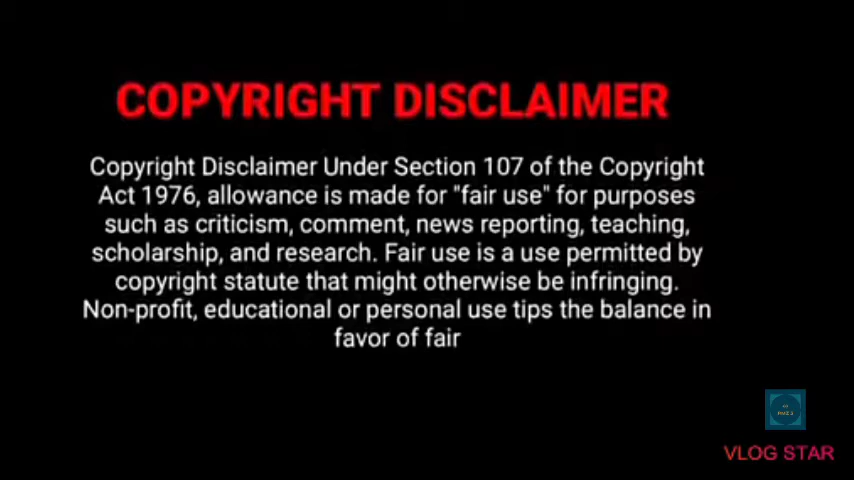 COPYRIGHT DISCLAIMER
Copyright Disclaimer Under Section 107 of the Copyright
Act 1976, allowance is made for "fair use" for purposes
such as criticism, comment, news reporting, teaching,
scholarship, and research. Fair use is a use permitted by
copyright statute that might otherwise be infringing.
Non-profit, educational or personal use tips the balance in
favor of fair
VLOG STAR